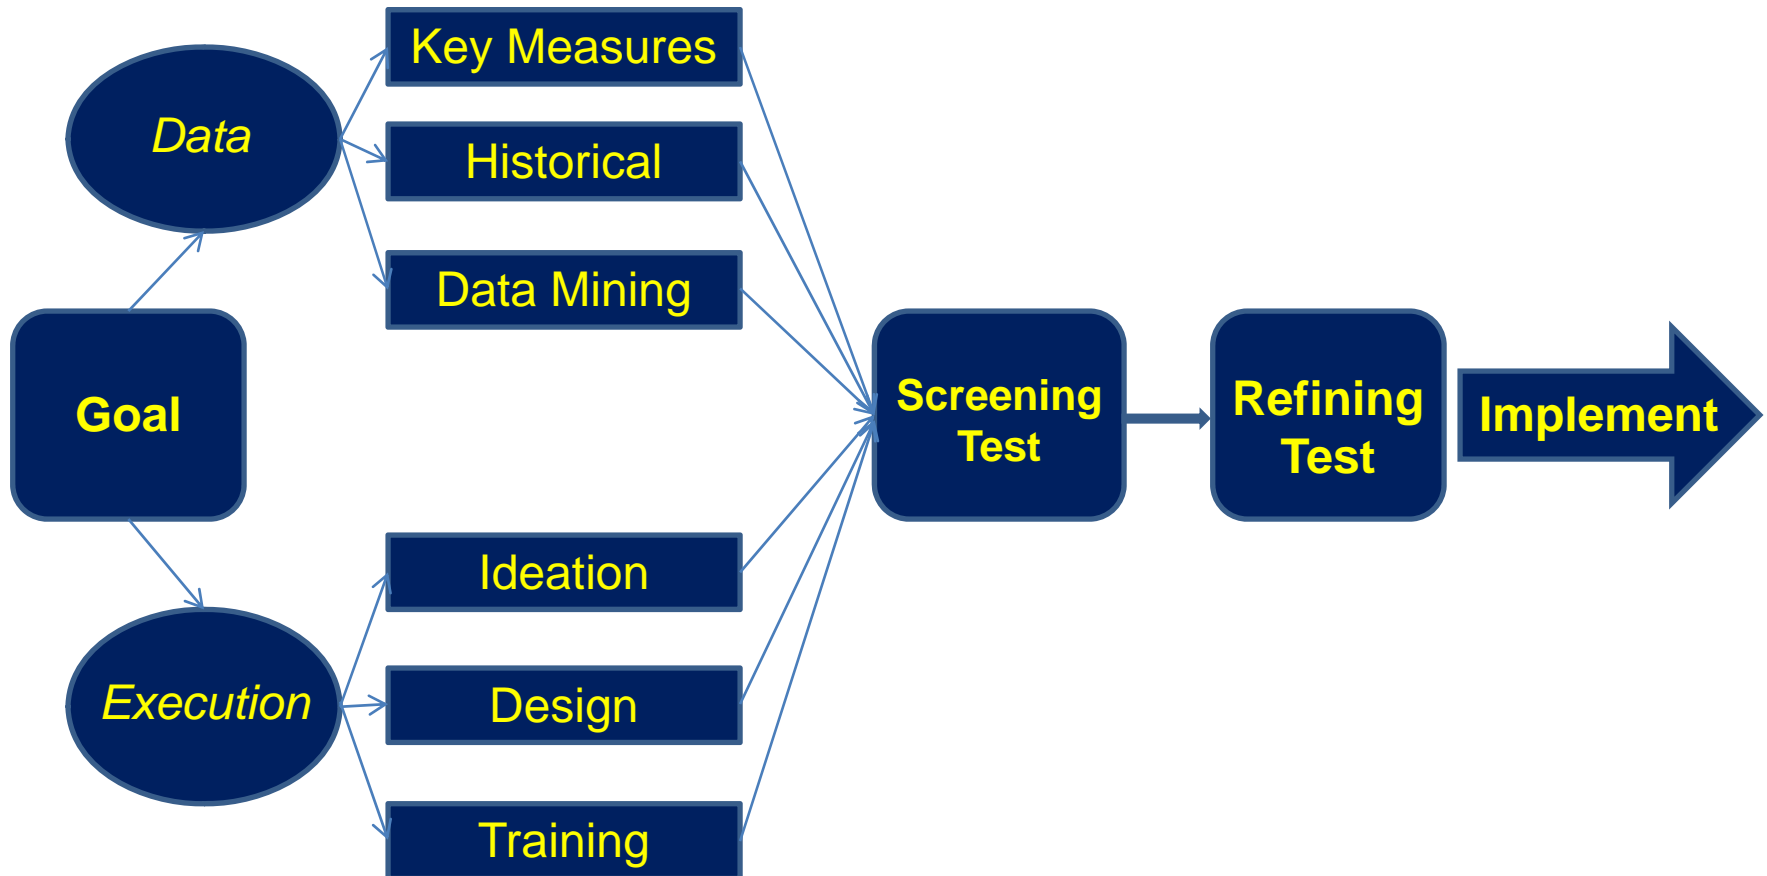 Key Measures
Data
Historical
Data Mining
Goal
Screening
Test
Refining
Test
Implement
Ideation
Execution
Design
Training